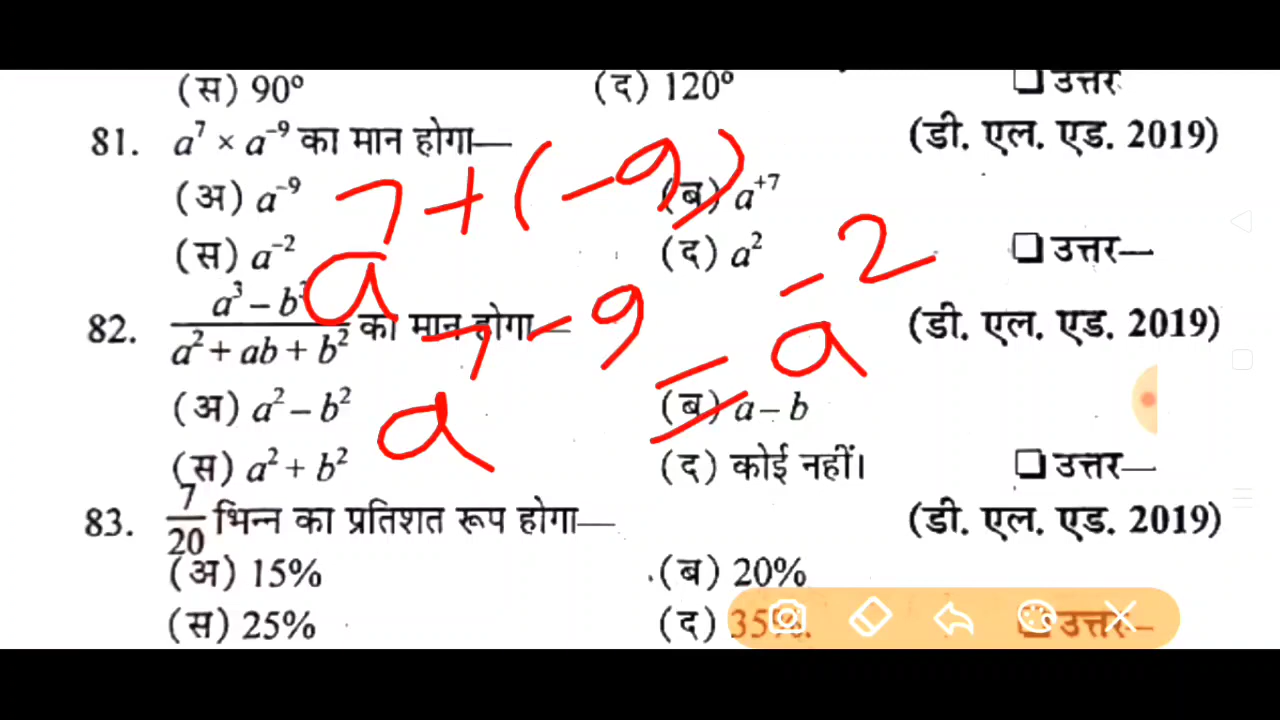 (स) 90° (द) 120° ❑ उत्तर
81. a⁷ × a⁻⁹ का मान होगा— (डी. एल. एड. 2019)
(अ) a⁻⁹ (ब) a⁺⁷
a⁷⁺⁽⁻⁹⁾
(स) a⁻² (द) a² ❑ उत्तर—
82. a³ – b³ / a² + ab + b² का मान होगा— (डी. एल. एड. 2019)
a⁷⁻⁹ = a⁻²
(अ) a² – b² (ब) a – b
(स) a² + b² (द) कोई नहीं। ❑ उत्तर—
83. 7/20 भिन्न का प्रतिशत रूप होगा— (डी. एल. एड. 2019)
(अ) 15% (ब) 20%
(स) 25% (द) 35%. ❑ उत्तर—